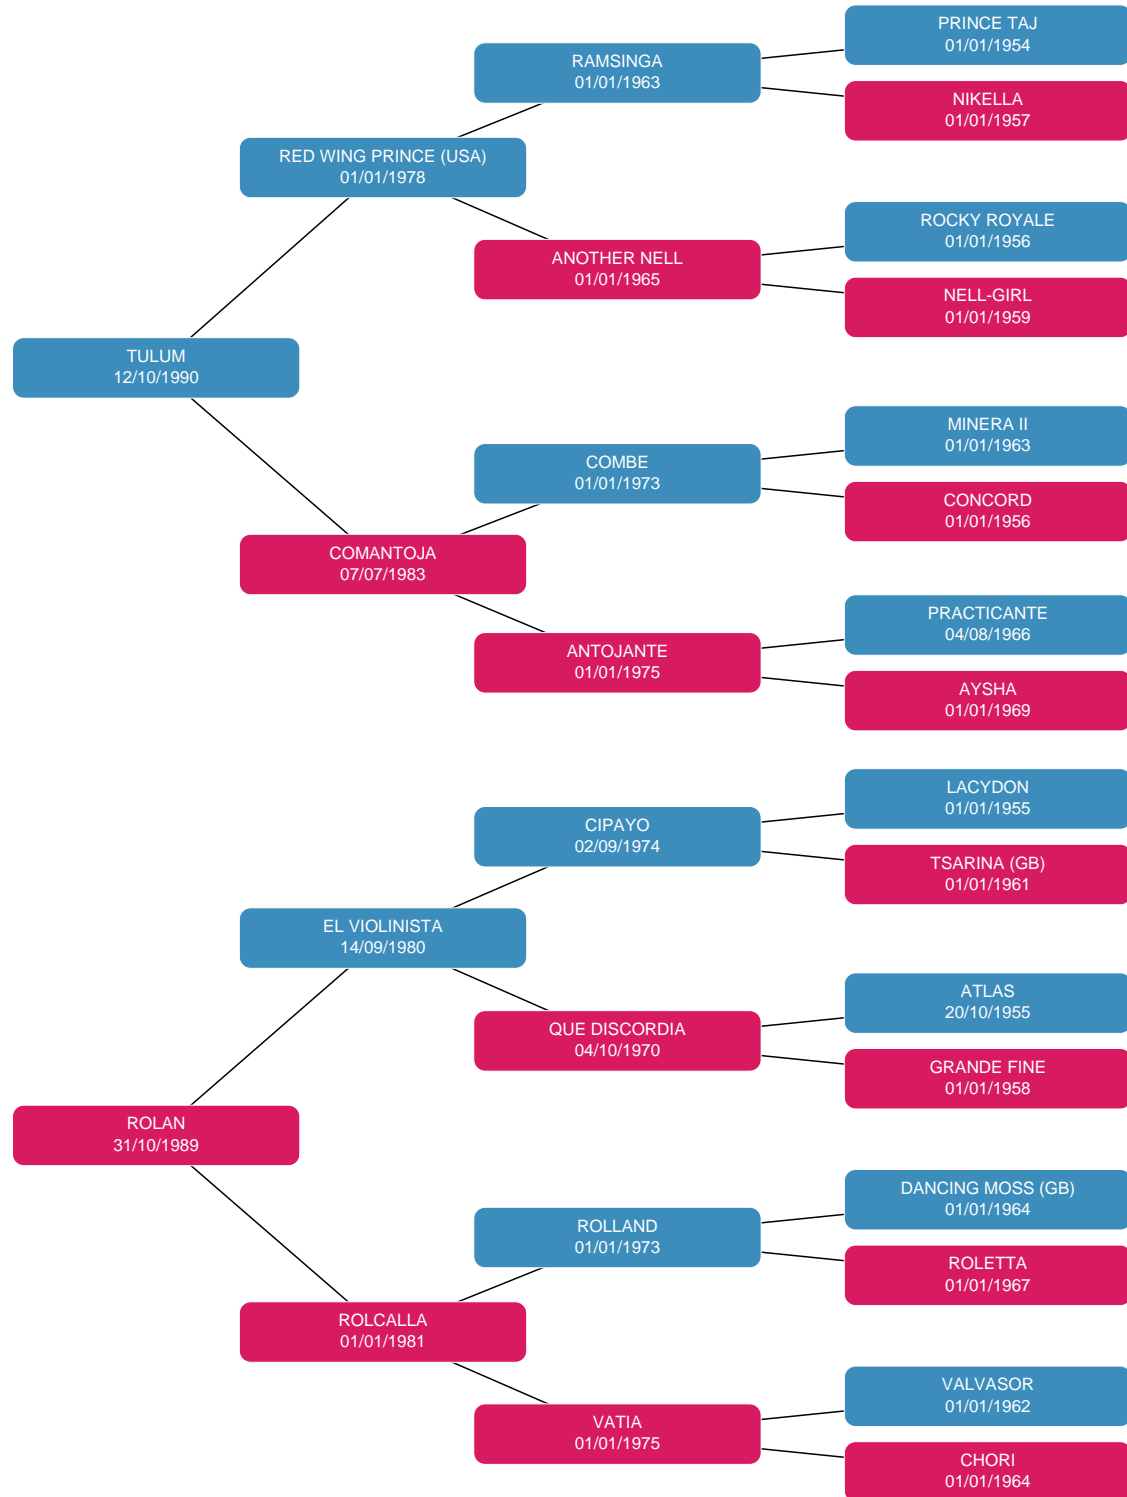 PRINCE TAJ
01/01/1954
RAMSINGA
01/01/1963
NIKELLA
01/01/1957
RED WING PRINCE (USA)
01/01/1978
ROCKY ROYALE
01/01/1956
ANOTHER NELL
01/01/1965
NELL-GIRL
01/01/1959
TULUM
12/10/1990
MINERA II
01/01/1963
COMBE
01/01/1973
CONCORD
01/01/1956
COMANTOJA
07/07/1983
PRACTICANTE
04/08/1966
ANTOJANTE
01/01/1975
AYSHA
01/01/1969
LACYDON
01/01/1955
CIPAYO
02/09/1974
TSARINA (GB)
01/01/1961
EL VIOLINISTA
14/09/1980
ATLAS
20/10/1955
QUE DISCORDIA
04/10/1970
GRANDE FINE
01/01/1958
ROLAN
31/10/1989
DANCING MOSS (GB)
01/01/1964
ROLLAND
01/01/1973
ROLETTA
01/01/1967
ROLCALLA
01/01/1981
VALVASOR
01/01/1962
VATIA
01/01/1975
CHORI
01/01/1964